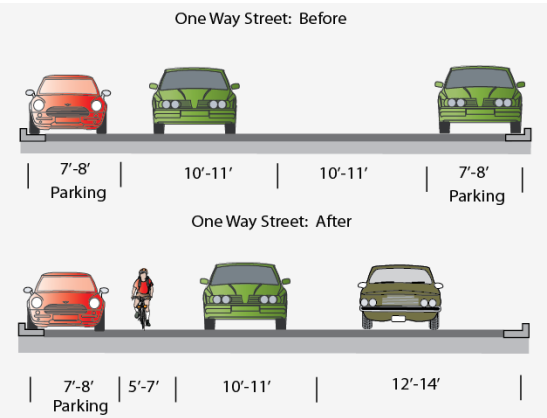 One Way Street: Before
7'-8' 10'-11' 10'-11' 7'-8'
Parking Parking
One Way Street: After
7'-8' 5'-7' 10'-11' 12'-14'
Parking